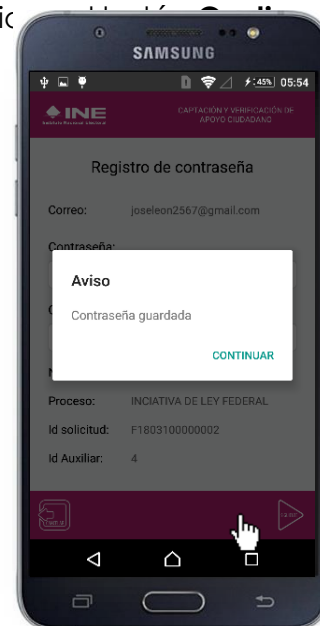 SAMSUNG
45% 05:54
INE
CAPTACIÓN Y VERIFICACIÓN DE
APOYO CIUDADANO
Registro de contraseña
Correo: joseleon2567@gmail.com
Contraseña:
Aviso
Contraseña guardada
CONTINUAR
Proceso: INCIATIVA DE LEY FEDERAL
Id solicitud: F1803100000002
Id Auxiliar: 4